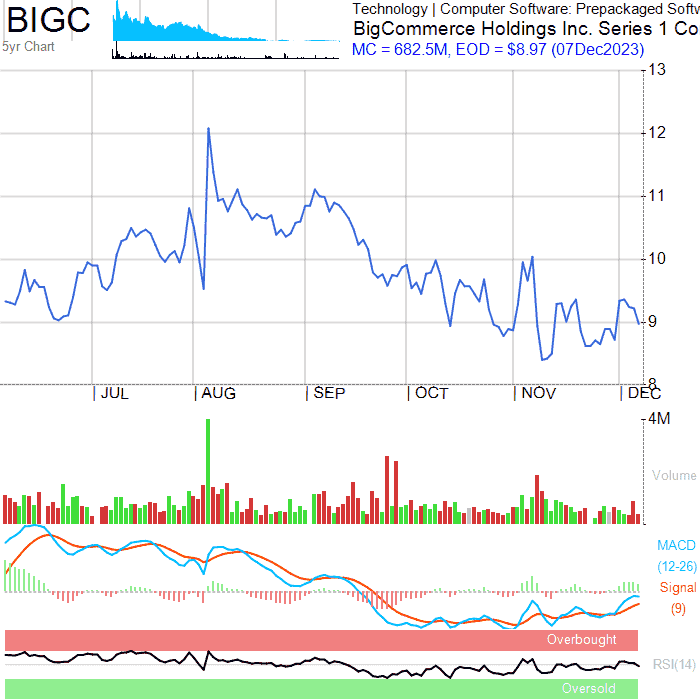 BIGC
5yr Chart
Technology | Computer Software: Prepackaged Softw
BigCommerce Holdings Inc. Series 1 Co
MC = 682.5M, EOD = $8.97 (07Dec2023)
13
12
11
10
9
8
JUL AUG SEP OCT NOV DEC
4M
Volume
MACD
(12-26)
Signal
(9)
Overbought
RSI(14)
Oversold